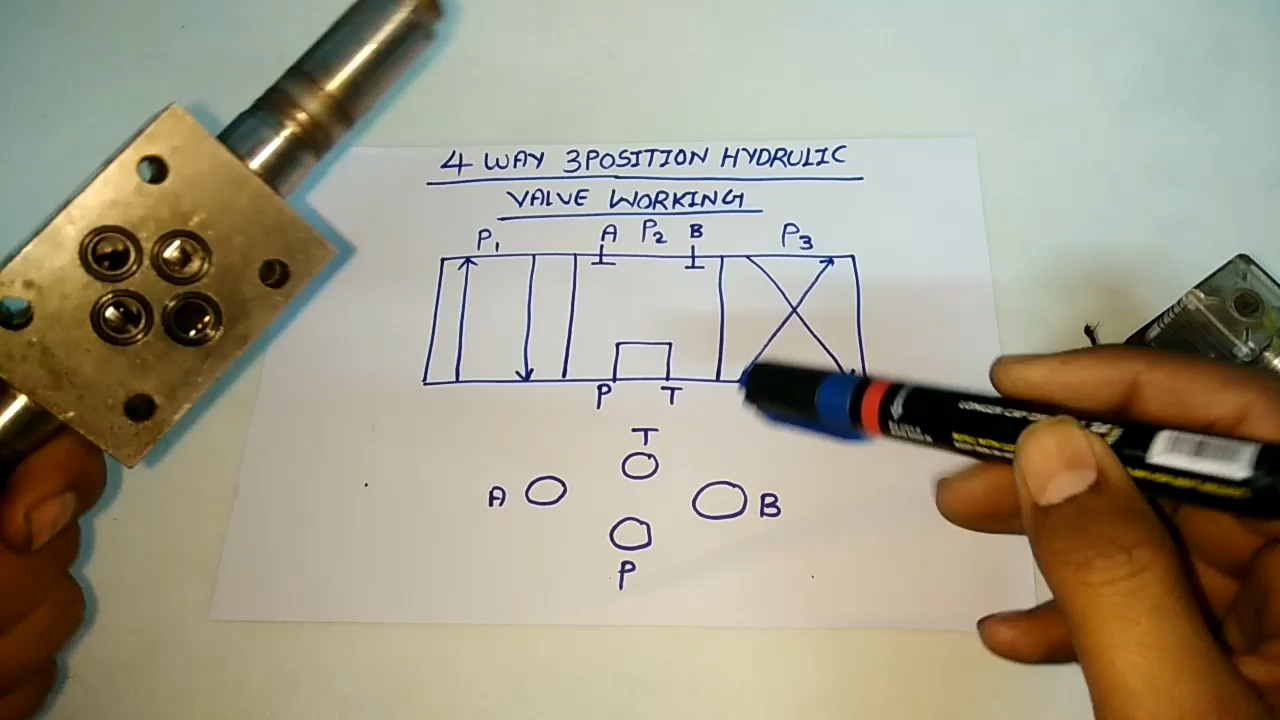 4 WAY 3POSITION HYDRULIC
VALVE WORKING
P1 A P2 B P3
P T
T
A B
P